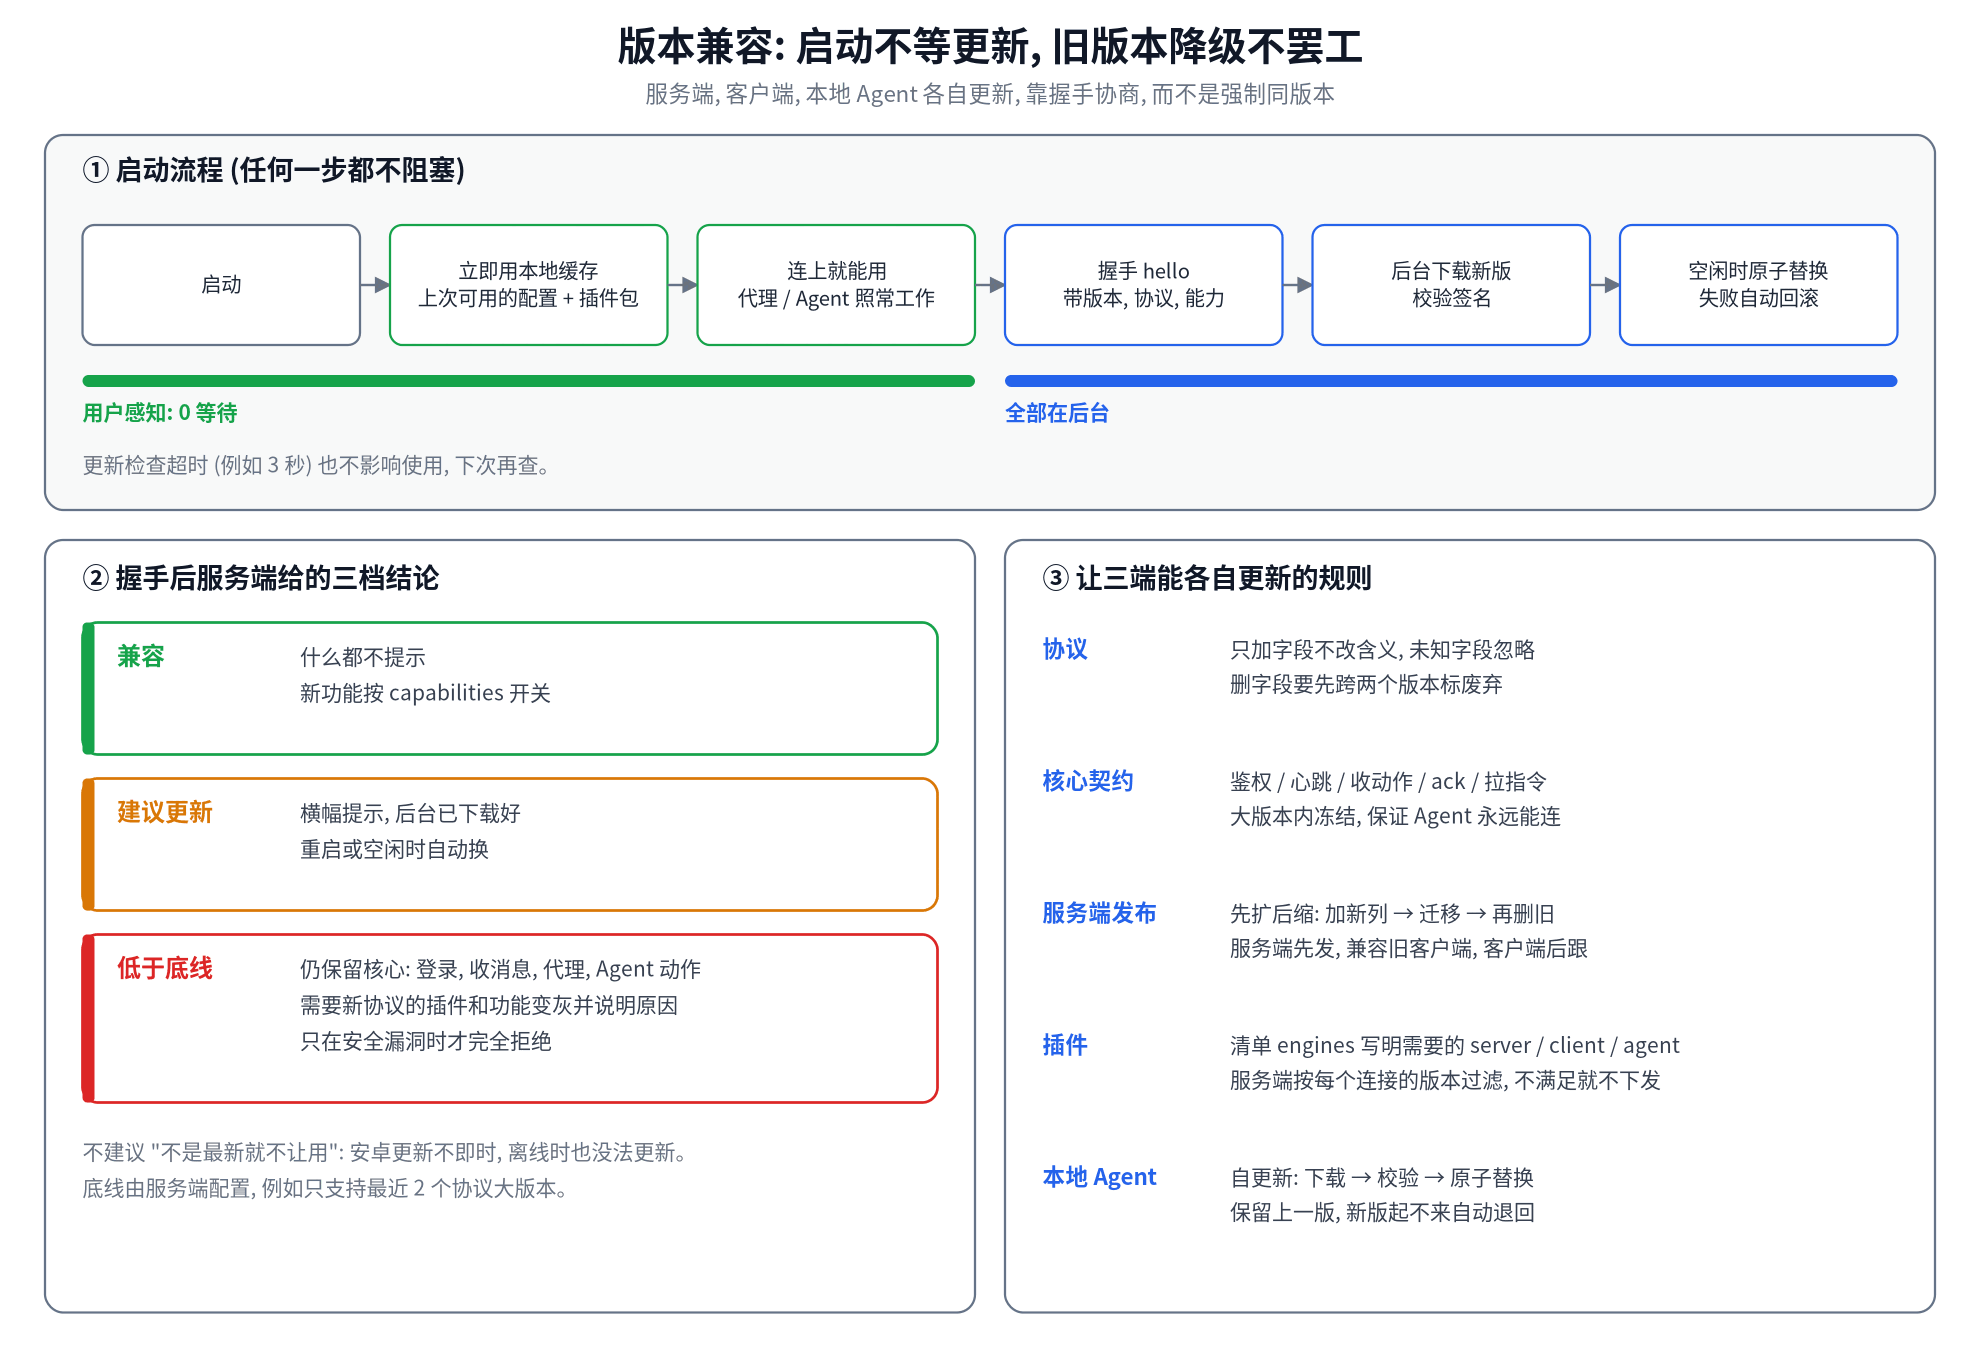 版本兼容: 启动不等更新, 旧版本降级不罢工
服务端, 客户端, 本地 Agent 各自更新, 靠握手协商, 而不是强制同版本
① 启动流程 (任何一步都不阻塞)
启动
立即用本地缓存
上次可用的配置 + 插件包
连上就能用
代理 / Agent 照常工作
握手 hello
带版本, 协议, 能力
后台下载新版
校验签名
空闲时原子替换
失败自动回滚
用户感知: 0 等待
全部在后台
更新检查超时 (例如 3 秒) 也不影响使用, 下次再查。
② 握手后服务端给的三档结论
兼容
什么都不提示
新功能按 capabilities 开关
建议更新
横幅提示, 后台已下载好
重启或空闲时自动换
低于底线
仍保留核心: 登录, 收消息, 代理, Agent 动作
需要新协议的插件和功能变灰并说明原因
只在安全漏洞时才完全拒绝
不建议 "不是最新就不让用": 安卓更新不即时, 离线时也没法更新。
底线由服务端配置, 例如只支持最近 2 个协议大版本。
③ 让三端能各自更新的规则
协议
只加字段不改含义, 未知字段忽略
删字段要先跨两个版本标废弃
核心契约
鉴权 / 心跳 / 收动作 / ack / 拉指令
大版本内冻结, 保证 Agent 永远能连
服务端发布
先扩后缩: 加新列 → 迁移 → 再删旧
服务端先发, 兼容旧客户端, 客户端后跟
插件
清单 engines 写明需要的 server / client / agent
服务端按每个连接的版本过滤, 不满足就不下发
本地 Agent
自更新: 下载 → 校验 → 原子替换
保留上一版, 新版起不来自动退回